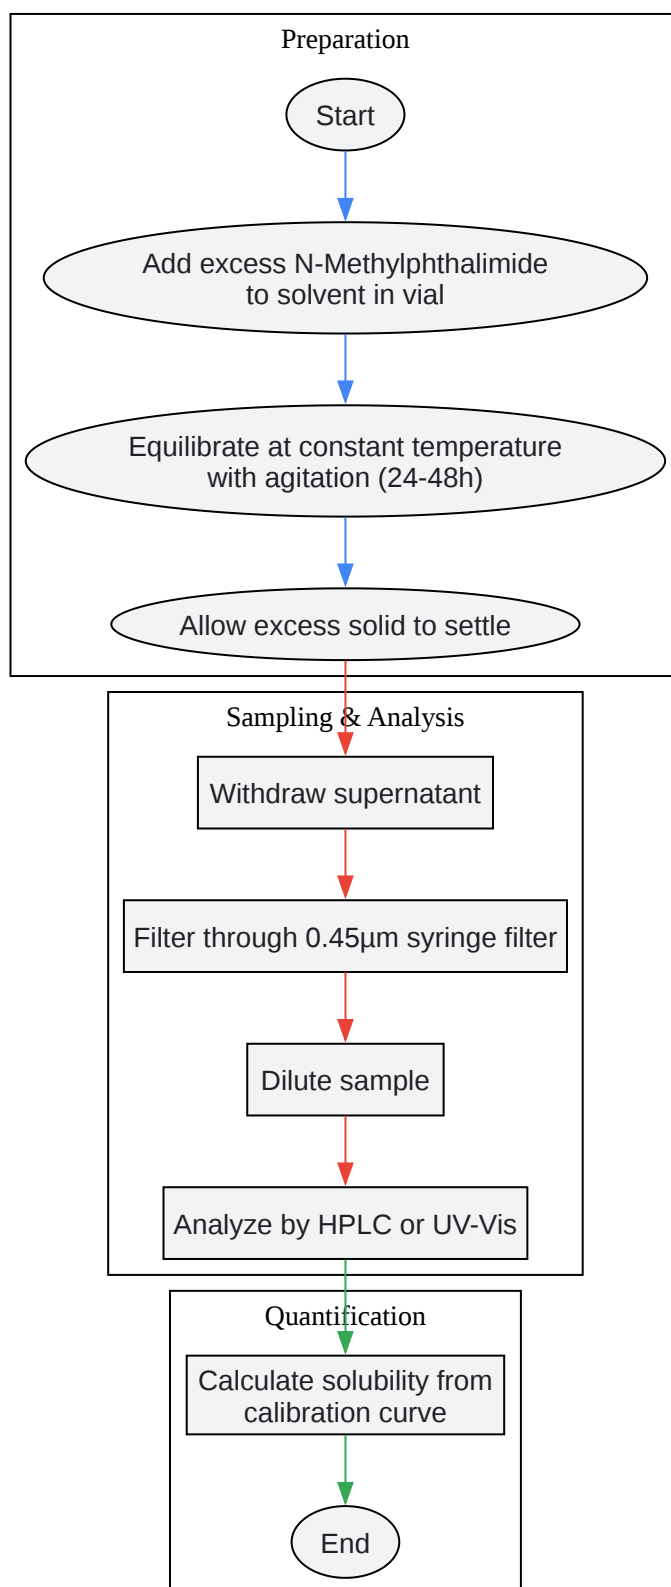 Preparation
Start
Add excess N-Methylphthalimide
to solvent in vial
Equilibrate at constant temperature
with agitation (24-48h)
Allow excess solid to settle
Sampling & Analysis
Withdraw supernatant
Filter through 0.45µm syringe filter
Dilute sample
Analyze by HPLC or UV-Vis
Quantification
Calculate solubility from
calibration curve
End